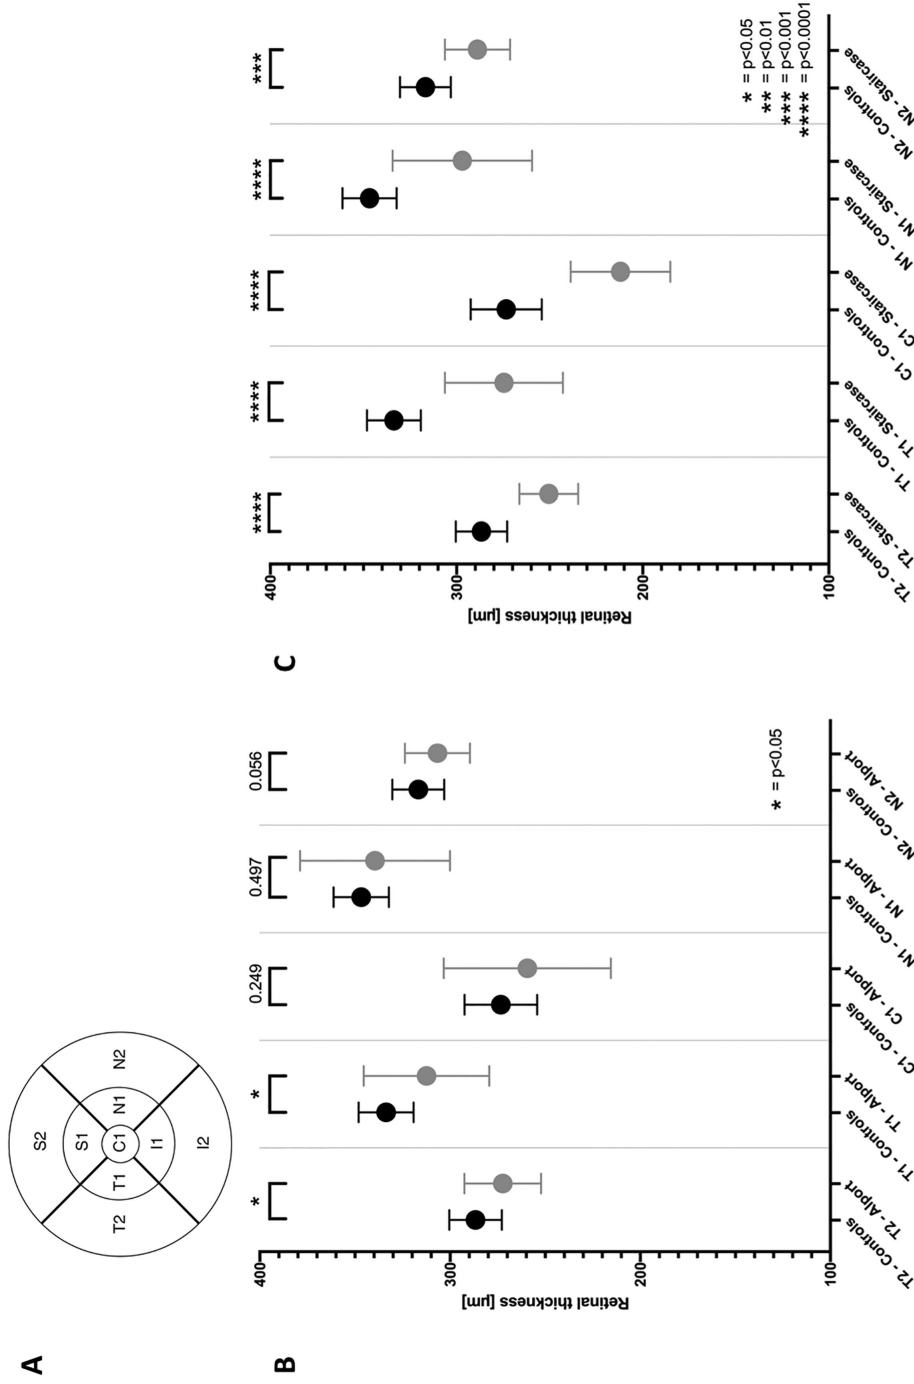 A
S2
S1
T2
T1
C1
N1
N2
I1
I2
B
Retinal thickness [µm]
400
300
200
100
*
*
0.249
0.497
0.056
* = p<0.05
T2 - Controls
T2 - Alport
T1 - Controls
T1 - Alport
C1 - Controls
C1 - Alport
N1 - Controls
N1 - Alport
N2 - Controls
N2 - Alport
C
Retinal thickness [µm]
400
300
200
100
****
****
****
****
***
* = p<0.05
** = p<0.01
*** = p<0.001
**** = p<0.0001
T2 - Controls
T2 - Staircase
T1 - Controls
T1 - Staircase
C1 - Controls
C1 - Staircase
N1 - Controls
N1 - Staircase
N2 - Controls
N2 - Staircase